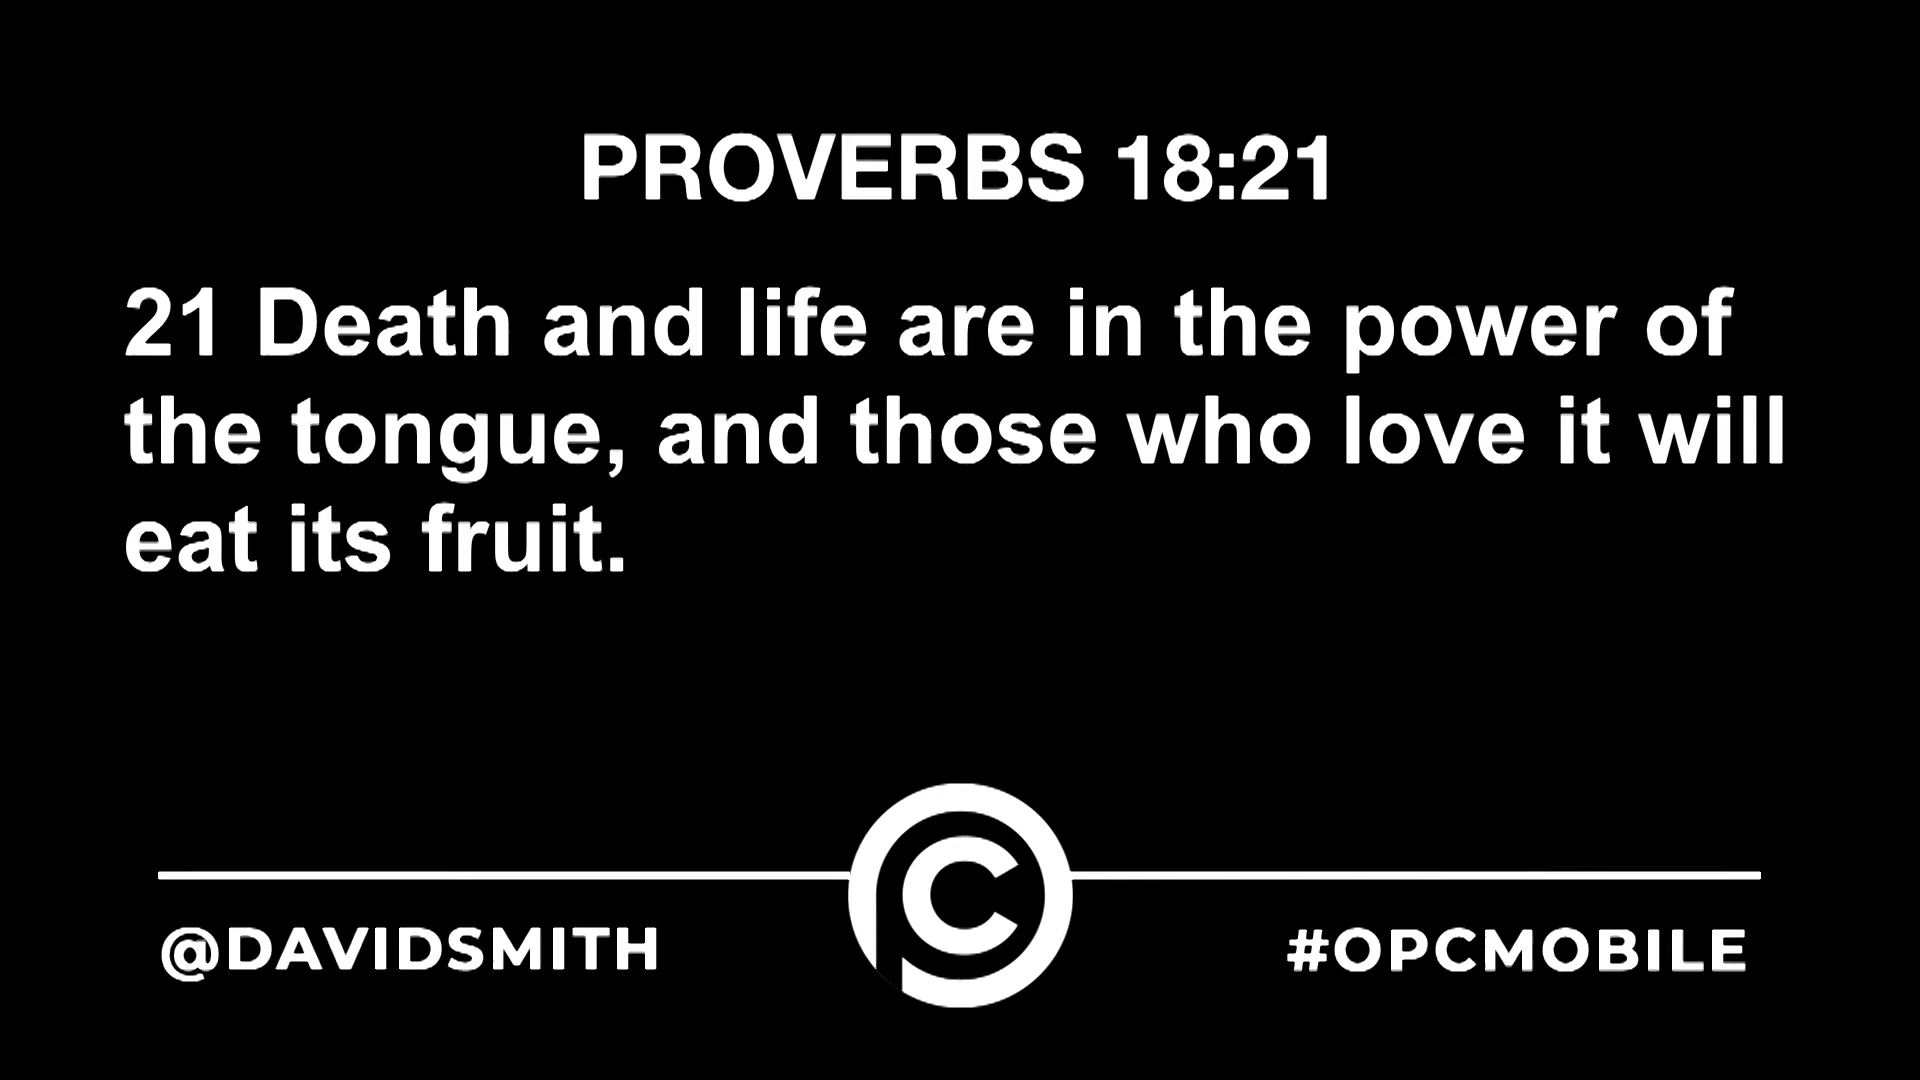 PROVERBS 18:21
21 Death and life are in the power of
the tongue, and those who love it will
eat its fruit.
@DAVIDSMITH
#OPCMOBILE